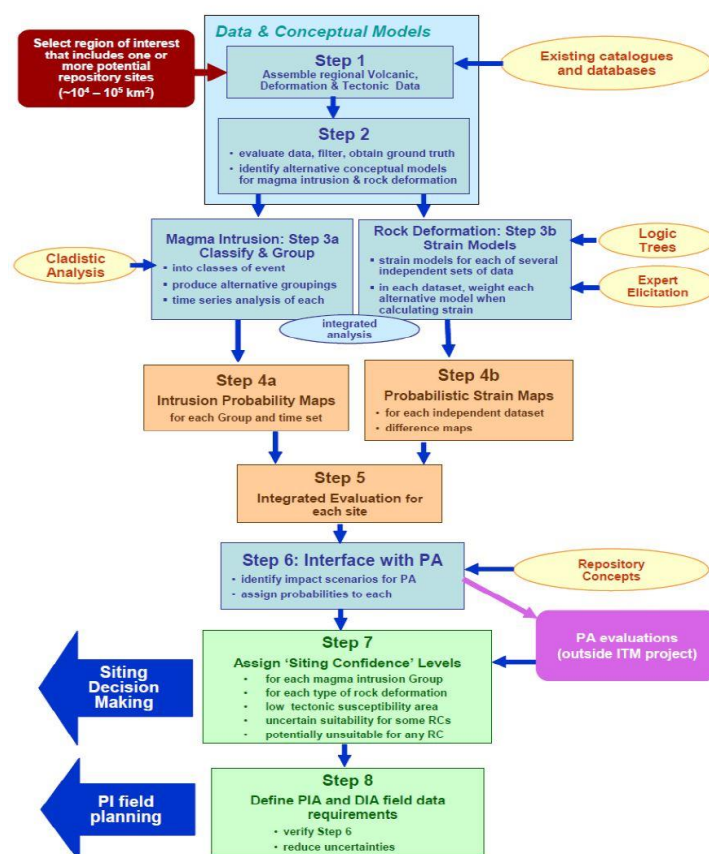 Data & Conceptual Models
Select region of interest
that includes one or
more potential
repository sites
(~10⁴ – 10⁵ km²)
Step 1
Assemble regional Volcanic,
Deformation & Tectonic Data
Existing catalogues
and databases
Step 2
• evaluate data, filter, obtain ground truth
• identify alternative conceptual models
for magma intrusion & rock deformation
Magma Intrusion: Step 3a
Classify & Group
• into classes of event
• produce alternative groupings
• time series analysis of each
Rock Deformation: Step 3b
Strain Models
• strain models for each of several
independent sets of data
• in each dataset, weight each
alternative model when
calculating strain
Cladistic
Analysis
Logic
Trees
Expert
Elicitation
integrated
analysis
Step 4a
Intrusion Probability Maps
for each Group and time set
Step 4b
Probabilistic Strain Maps
• for each independent dataset
• difference maps
Step 5
Integrated Evaluation for
each site
Step 6: Interface with PA
• identify impact scenarios for PA
• assign probabilities to each
Repository
Concepts
PA evaluations
(outside ITM project)
Step 7
Assign ‘Siting Confidence’ Levels
• for each magma intrusion Group
• for each type of rock deformation
• low tectonic susceptibility area
• uncertain suitability for some RCs
• potentially unsuitable for any RC
Siting
Decision
Making
Step 8
Define PIA and DIA field data
requirements
• verify Step 6
• reduce uncertainties
PI field
planning